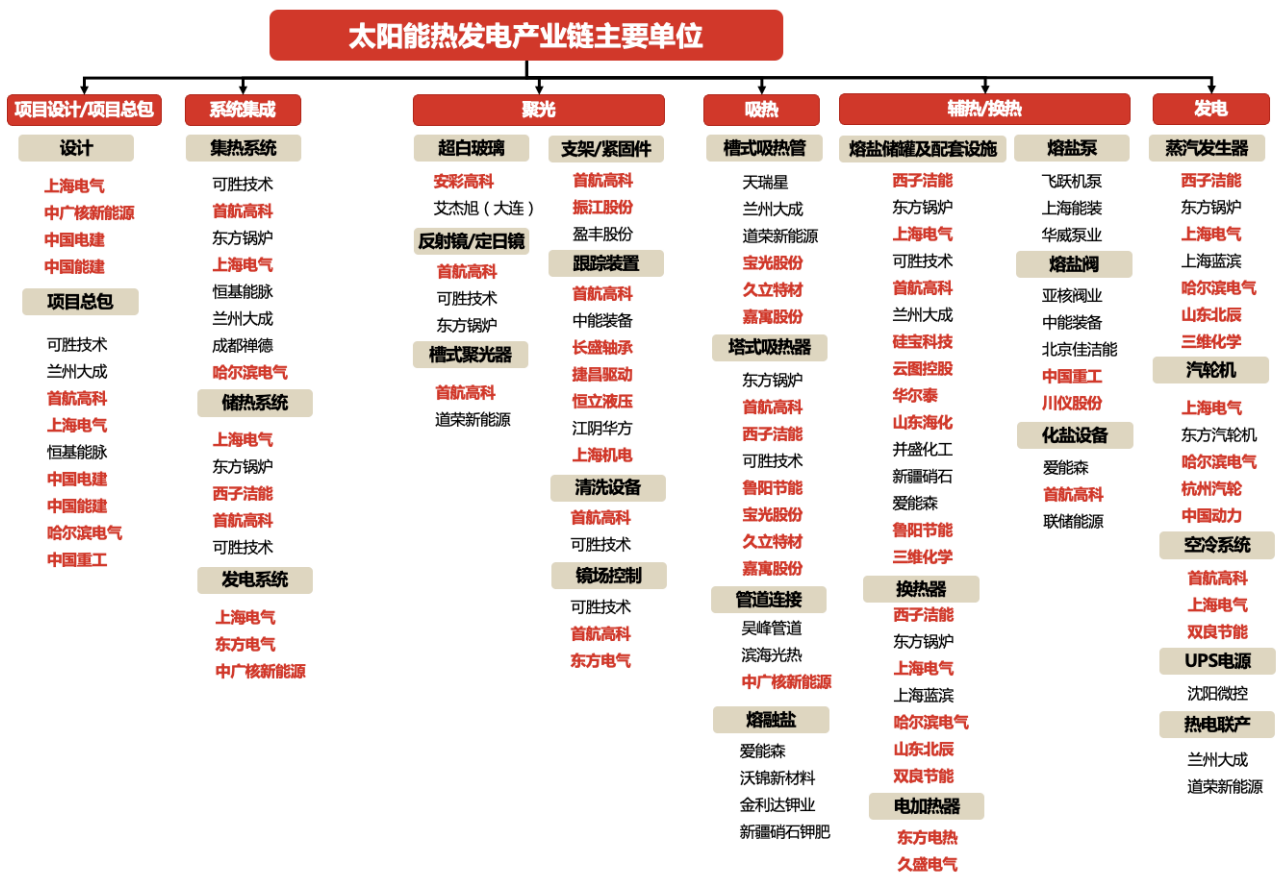 太阳能热发电产业链主要单位
项目设计/项目总包
设计
上海电气
中广核新能源
中国电建
中国能建
项目总包
可胜技术
兰州大成
首航高科
上海电气
恒基能脉
中国电建
中国能建
哈尔滨电气
中国重工
系统集成
集热系统
可胜技术
首航高科
东方锅炉
上海电气
恒基能脉
兰州大成
成都禅德
哈尔滨电气
储热系统
上海电气
东方锅炉
西子洁能
首航高科
可胜技术
发电系统
上海电气
东方电气
中广核新能源
聚光
超白玻璃
安彩高科
艾杰旭（大连）
反射镜/定日镜
首航高科
可胜技术
东方锅炉
槽式聚光器
首航高科
道荣新能源
支架/紧固件
首航高科
振江股份
盈丰股份
跟踪装置
首航高科
中能装备
长盛轴承
捷昌驱动
恒立液压
江阴华方
上海机电
清洗设备
首航高科
可胜技术
镜场控制
可胜技术
首航高科
东方电气
吸热
槽式吸热管
天瑞星
兰州大成
道荣新能源
宝光股份
久立特材
嘉寓股份
塔式吸热器
东方锅炉
首航高科
西子洁能
可胜技术
鲁阳节能
宝光股份
久立特材
嘉寓股份
管道连接
吴峰管道
滨海光热
中广核新能源
熔融盐
爱能森
沃锦新材料
金利达钾业
新疆硝石钾肥
辅热/换热
熔盐储罐及配套设施
西子洁能
东方锅炉
上海电气
可胜技术
首航高科
兰州大成
硅宝科技
云图控股
华尔泰
山东海化
并盛化工
新疆硝石
爱能森
鲁阳节能
三维化学
换热器
西子洁能
东方锅炉
上海电气
上海蓝滨
哈尔滨电气
山东北辰
双良节能
电加热器
东方电热
久盛电气
熔盐泵
飞跃机泵
上海能装
华威泵业
熔盐阀
亚核阀业
中能装备
北京佳洁能
中国重工
川仪股份
化盐设备
爱能森
首航高科
联储能源
发电
蒸汽发生器
西子洁能
东方锅炉
上海电气
上海蓝滨
哈尔滨电气
山东北辰
三维化学
汽轮机
上海电气
东方汽轮机
哈尔滨电气
杭州汽轮
中国动力
空冷系统
首航高科
上海电气
双良节能
UPS电源
沈阳微控
热电联产
兰州大成
道荣新能源